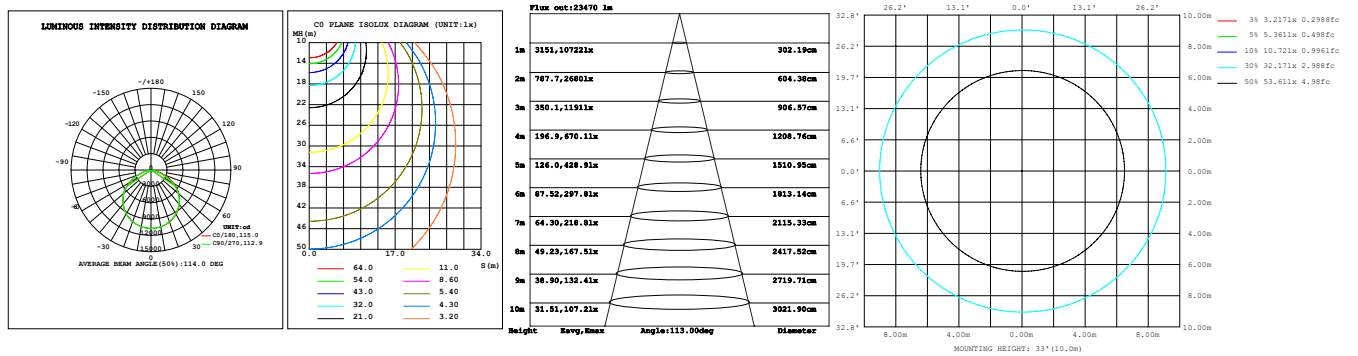 LUMINOUS INTENSITY DISTRIBUTION DIAGRAM
-/+180
-150
150
-120
120
-90
90
60
-30
30
0
0
3000
6000
9000
12000
15000
UNIT:cd
C0/180,115.0
C90/270,112.9
AVERAGE BEAM ANGLE(50%):114.0 DEG
C0 PLANE ISOLUX DIAGRAM (UNIT:lx)
MH(m)
10
14
18
22
26
30
34
38
42
46
50
0.0
17.0
34.0
S(m)
64.0
11.0
54.0
8.60
43.0
5.40
32.0
4.30
21.0
3.20
Flux out:23470 lm
1m 3151,10722lx 302.19cm
2m 787.7,2680lx 604.38cm
3m 350.1,1191lx 906.57cm
4m 196.9,670.1lx 1208.76cm
5m 126.0,428.9lx 1510.95cm
6m 87.52,297.8lx 1813.14cm
7m 64.30,218.8lx 2115.33cm
8m 49.23,167.5lx 2417.52cm
9m 38.90,132.4lx 2719.71cm
10m 31.51,107.2lx 3021.90cm
Height Eavg,Emax Angle:113.00deg Diameter
26.2' 13.1' 0.0' 13.1' 26.2'
32.8' 10.00m
26.2' 8.00m
19.7' 6.00m
13.1' 4.00m
6.6' 2.00m
0.0' 0.00m
6.6' 2.00m
13.1' 4.00m
19.7' 6.00m
26.2' 8.00m
32.8' 10.00m
8.00m 4.00m 0.00m 4.00m 8.00m
MOUNTING HEIGHT: 33'(10.0m)
3% 3.217lx 0.2988fc
5% 5.361lx 0.498fc
10% 10.72lx 0.9961fc
30% 32.17lx 2.988fc
50% 53.61lx 4.98fc